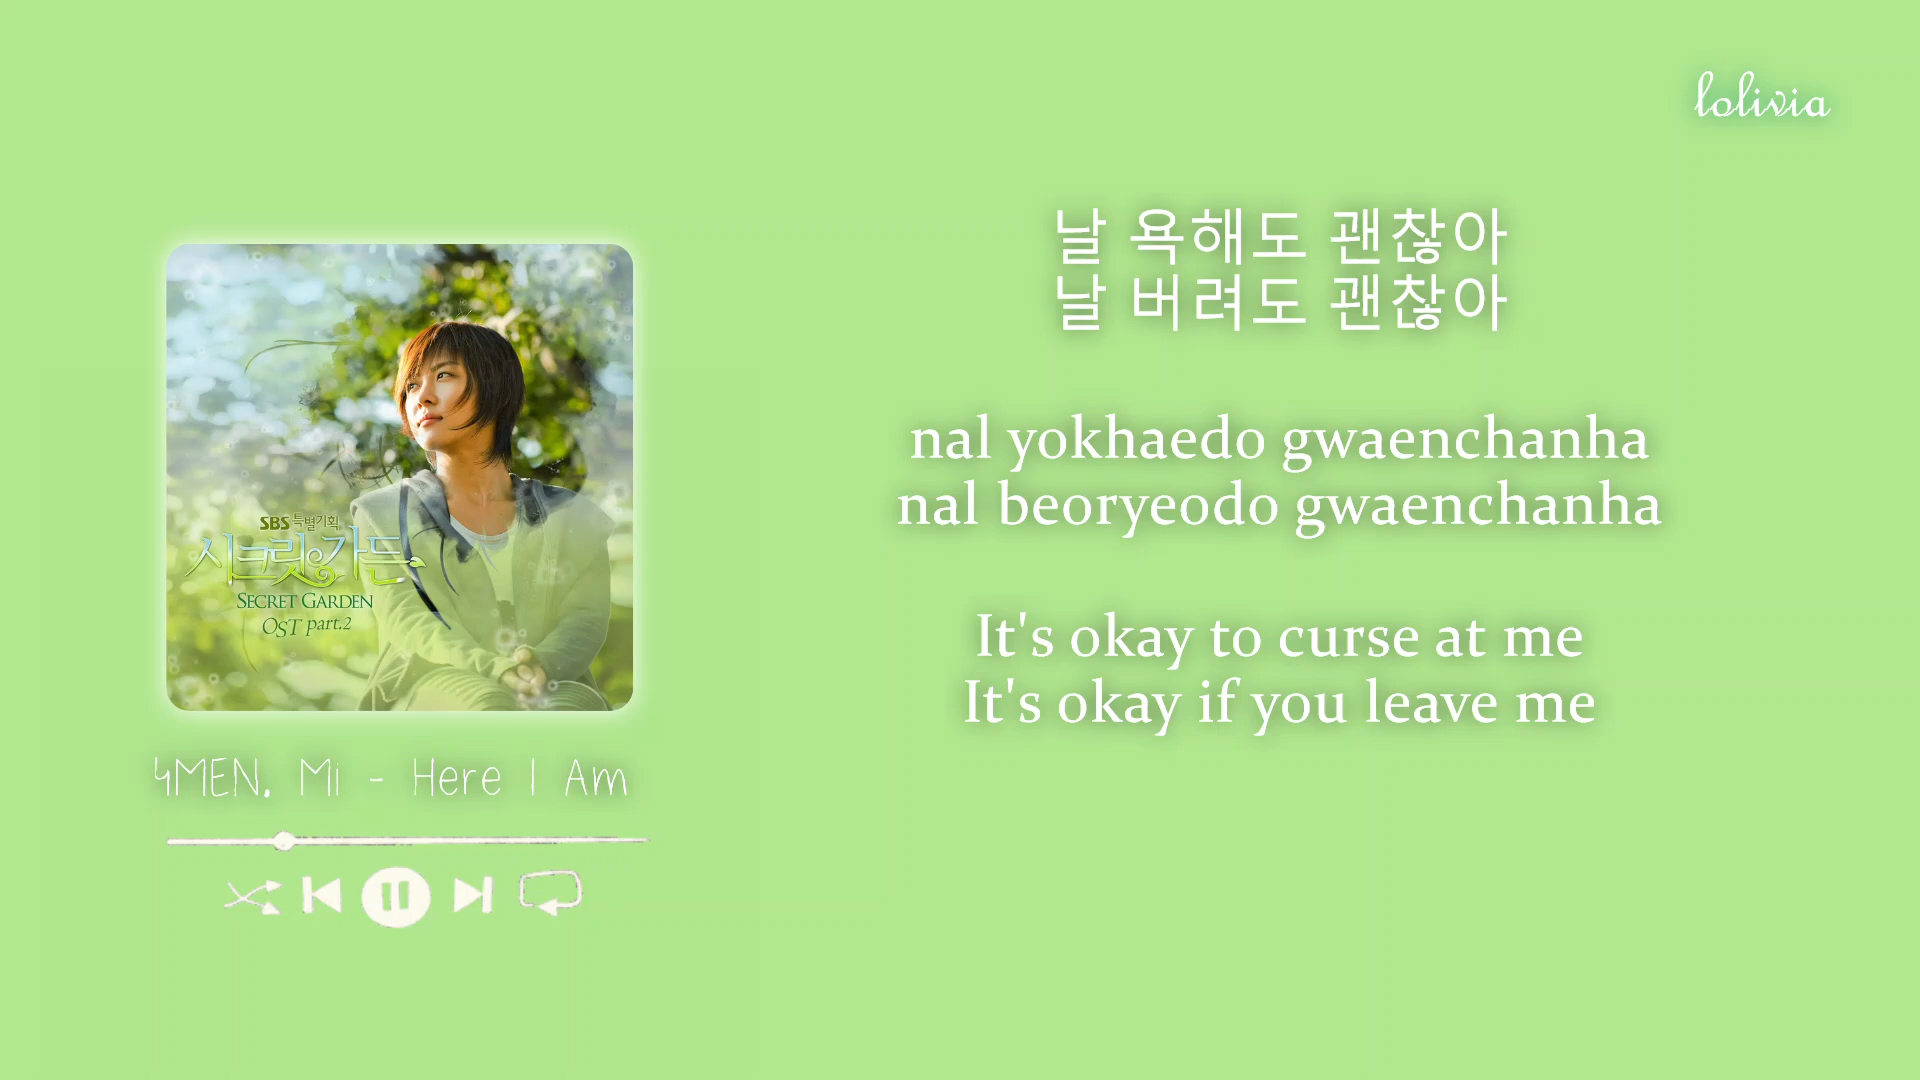 lolivia
날 욕해도 괜찮아
날 버려도 괜찮아
nal yokhaedo gwaenchanha
nal beoryeodo gwaenchanha
It's okay to curse at me
It's okay if you leave me
SBS 특별기획
시크릿가든
SECRET GARDEN
OST part.2
4MEN. Mi - Here I Am